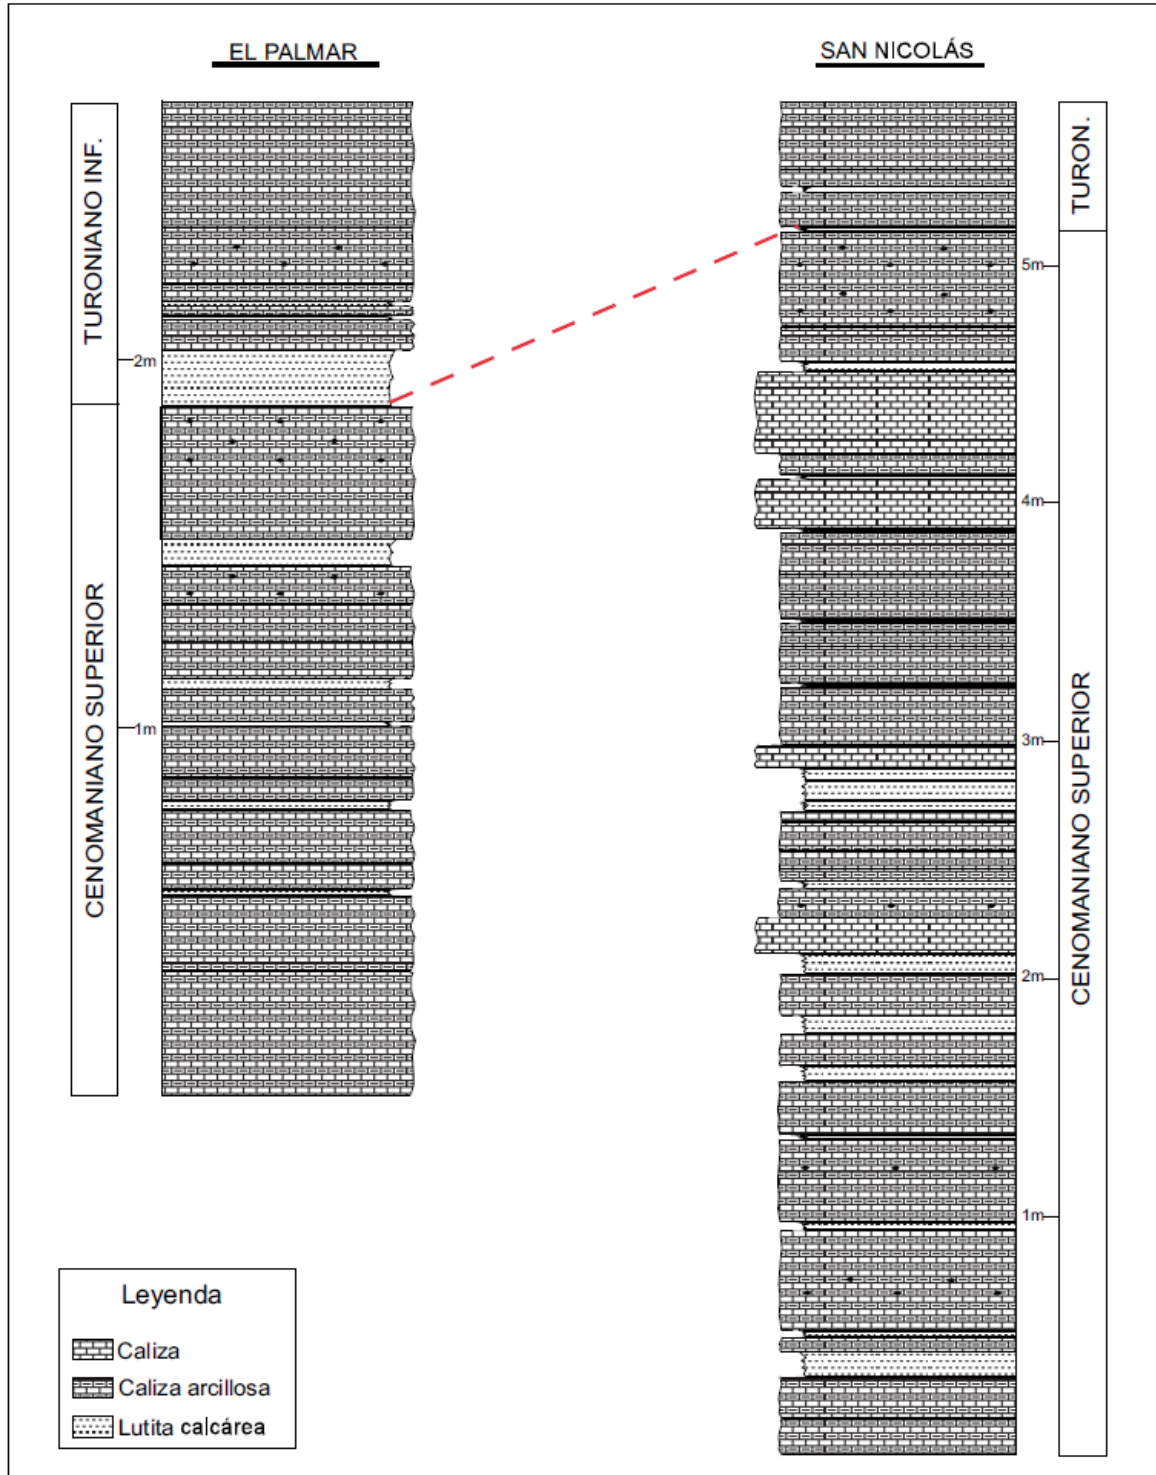 EL PALMAR
SAN NICOLÁS
TURONIANO INF.
CENOMANIANO SUPERIOR
2m
1m
TURON.
CENOMANIANO SUPERIOR
5m
4m
3m
2m
1m
Leyenda
Caliza
Caliza arcillosa
Lutita calcárea